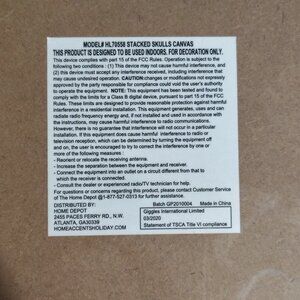 MODEL# HL70558 STACKED SKULLS CANVAS
THIS PRODUCT IS DESIGNED TO BE USED INDOORS. FOR DECORATION ONLY.
This device complies with part 15 of the FCC Rules. Operation is subject to the
following two conditions : (1) This device may not cause harmful interference, and
(2) this device must accept any interference received, including interference that
may cause undesired operation. CAUTION:changes or modifications not expressly
approved by the party responsible for compliance could void the user's authority
to operate the equipment. NOTE: This equipment has been tested and found to
comply with the limits for a Class B digital device, pursuant to part 15 of the FCC
Rules. These limits are designed to provide reasonable protection against harmful
interference in a residential installation. This equipment generates, uses and can
radiate radio frequency energy and, if not installed and used in accordance with
the instructions, may cause harmful interference to radio communications.
However, there is no guarantee that interference will not occur in a particular
installation. If this equipment does cause harmful interference to radio or
television reception, which can be determined by turning the equipment off
and on, the user is encouraged to try to correct the interference by one or
more of the following measures :
- Reorient or relocate the receiving antenna.
- Increase the separation between the equipment and receiver.
- Connect the equipment into an outlet on a circuit different from that to
which the receiver is connected.
- Consult the dealer or experienced radio/TV technician for help.
For questions or concerns regarding this product, please contact Customer Service
of The Home Depot @1-877-527-0313 for further assistance.
DISTRIBUTED BY:
HOME DEPOT
2455 PACES FERRY RD., N.W.
ATLANTA, GA30339
HOMEACCENTSHOLIDAY.COM
Batch GP2010004
Made in China
Giggles International Limited
03/2020
Statement of TSCA Title VI compliance